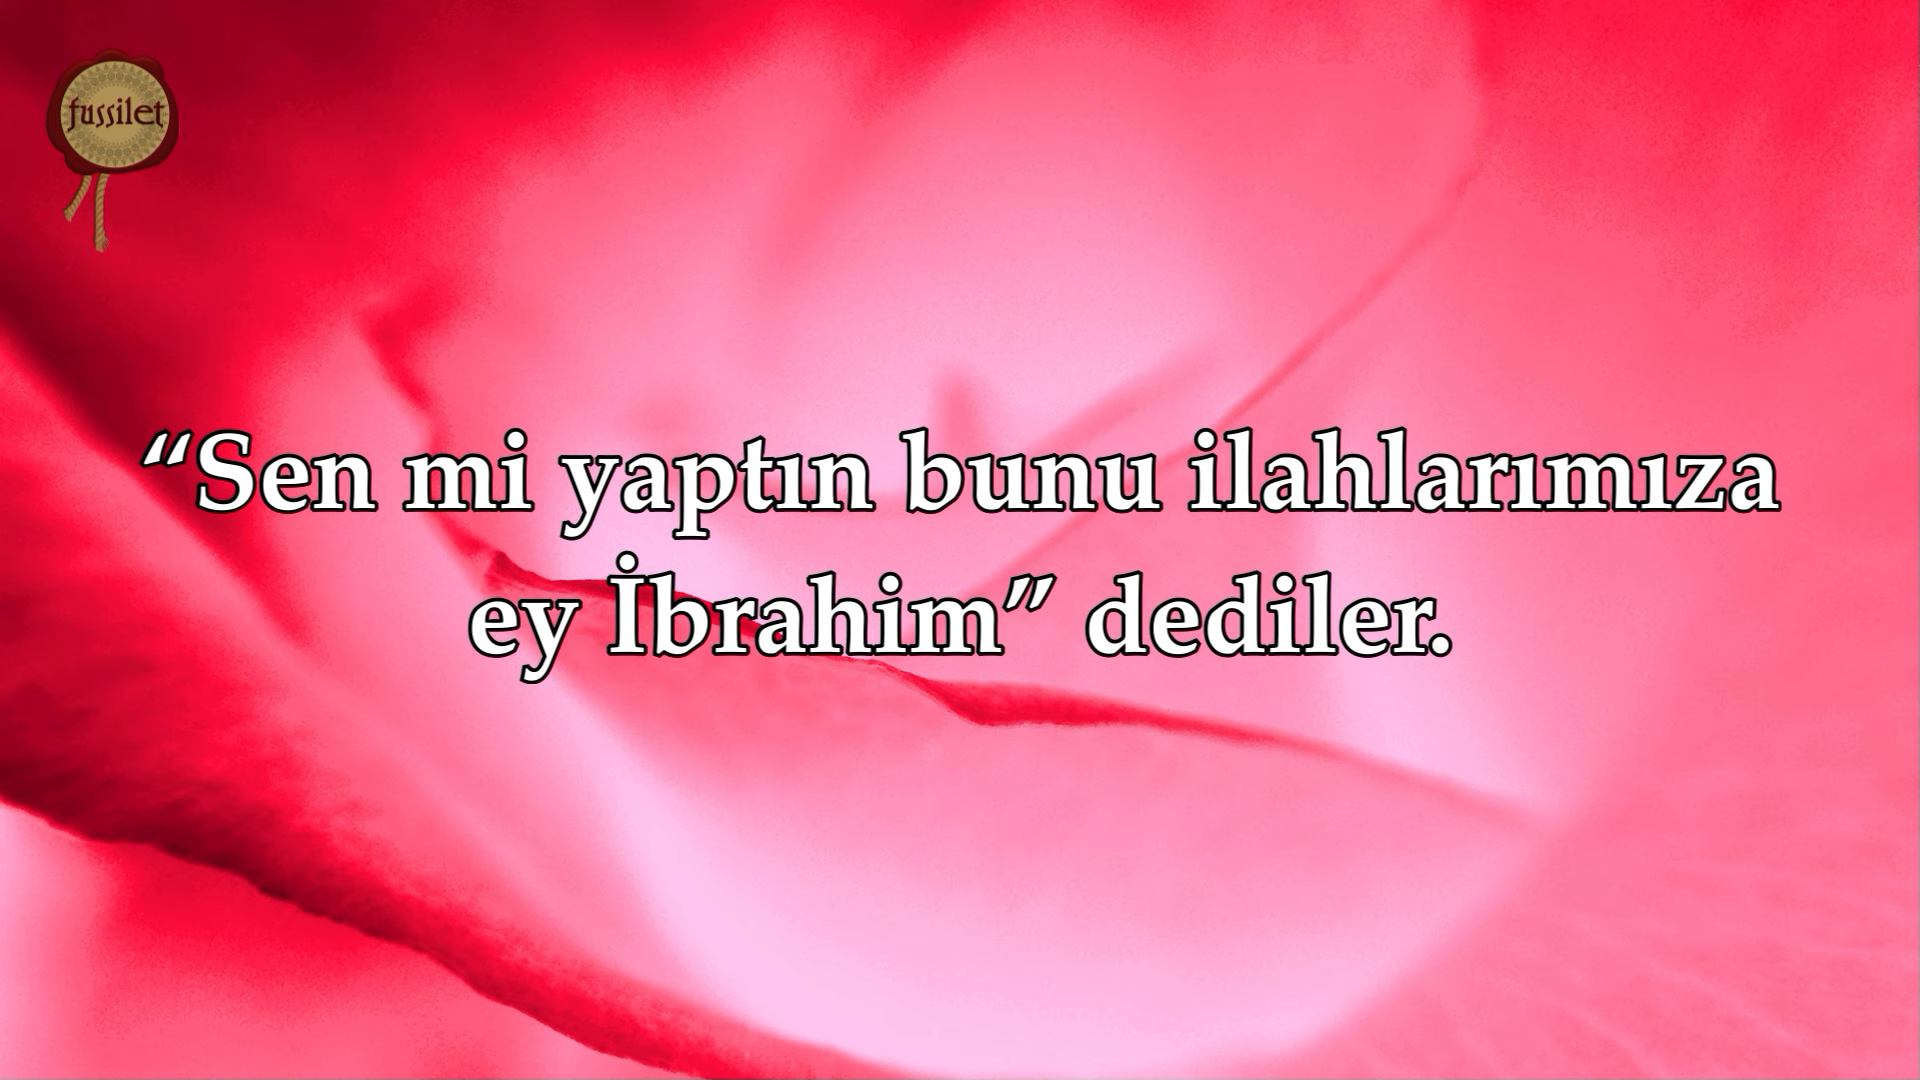 fussilet
“Sen mi yaptın bunu ilahlarımıza
ey İbrahim” dediler.